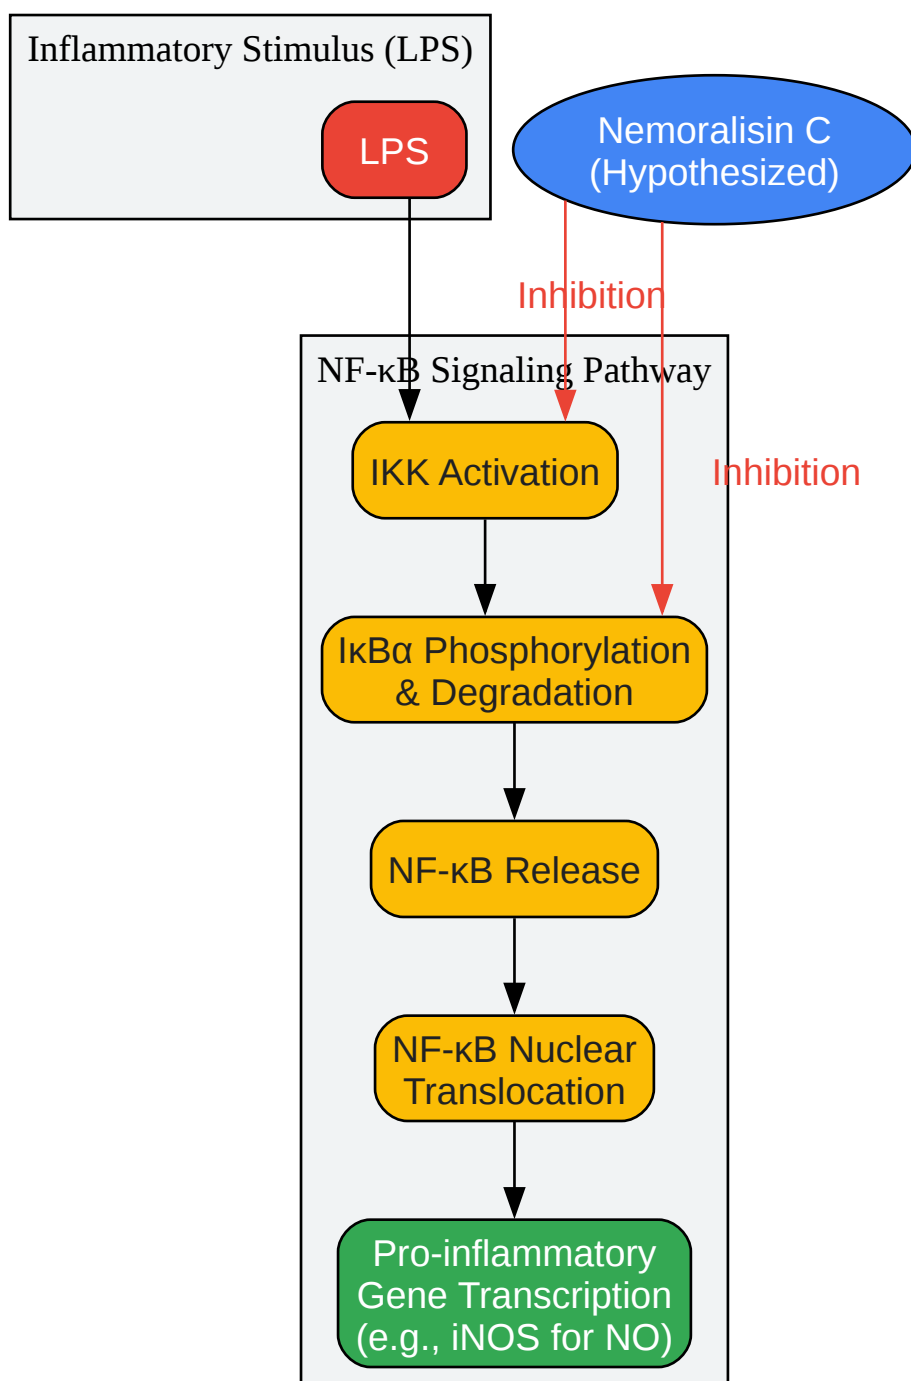 Inflammatory Stimulus (LPS)
LPS
Nemoralisin C
(Hypothesized)
Inhibition
NF-κB Signaling Pathway
IKK Activation
Inhibition
IκBα Phosphorylation
& Degradation
NF-κB Release
NF-κB Nuclear
Translocation
Pro-inflammatory
Gene Transcription
(e.g., iNOS for NO)